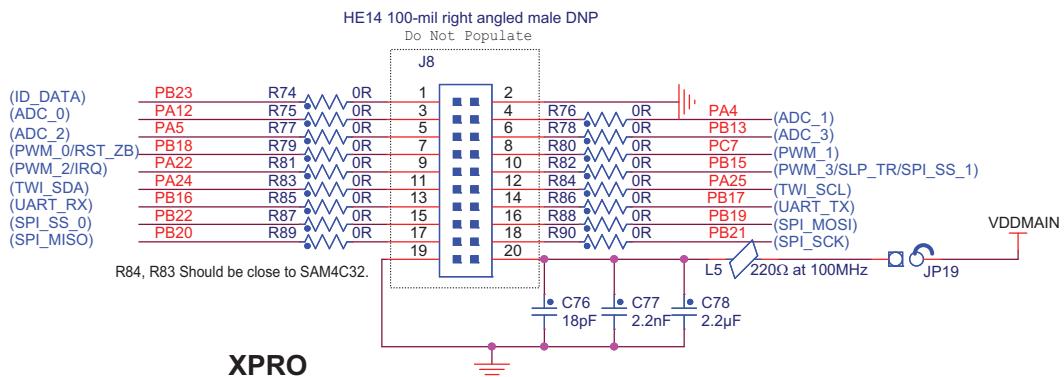 HE14 100-mil right angled male DNP
Do Not Populate
J8
(ID_DATA) PB23 R74 0R 1 2
(ADC_0) PA12 R75 0R 3 4 R76 0R PA4 (ADC_1)
(ADC_2) PA5 R77 0R 5 6 R78 0R PB13 (ADC_3)
(PWM_0/RST_ZB) PB18 R79 0R 7 8 R80 0R PC7 (PWM_1)
(PWM_2/IRQ) PA22 R81 0R 9 10 R82 0R PB15 (PWM_3/SLP_TR/SPI_SS_1)
(TWI_SDA) PA24 R83 0R 11 12 R84 0R PA25 (TWI_SCL)
(UART_RX) PB16 R85 0R 13 14 R86 0R PB17 (UART_TX)
(SPI_SS_0) PB22 R87 0R 15 16 R88 0R PB19 (SPI_MOSI)
(SPI_MISO) PB20 R89 0R 17 18 R90 0R PB21 (SPI_SCK)
19 20
VDDMAIN
R84, R83 Should be close to SAM4C32.
L5 220Ω at 100MHz JP19
C76 C77 C78
18pF 2.2nF 2.2µF
XPRO